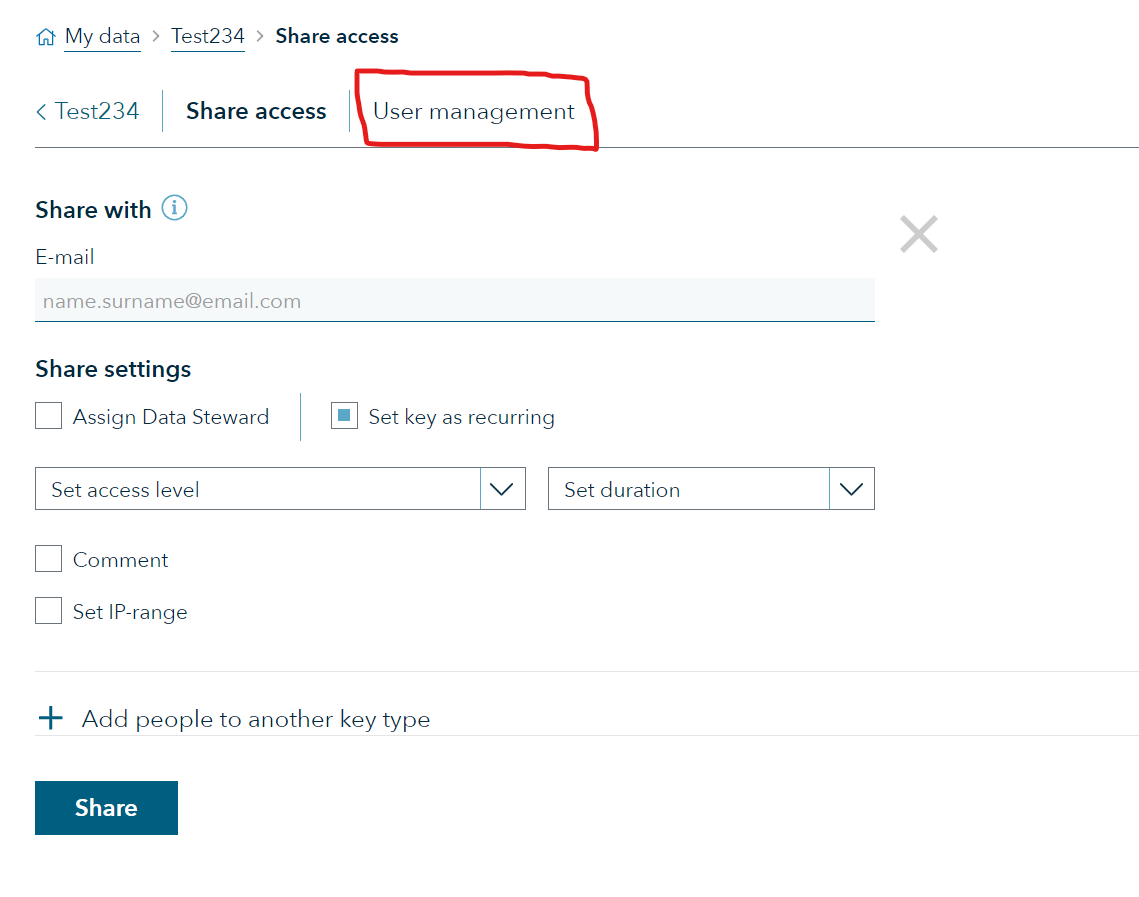 My data > Test234 > Share access
< Test234 Share access User management
Share with i
E-mail
name.surname@email.com
Share settings
Assign Data Steward Set key as recurring
Set access level Set duration
Comment
Set IP-range
+ Add people to another key type
Share